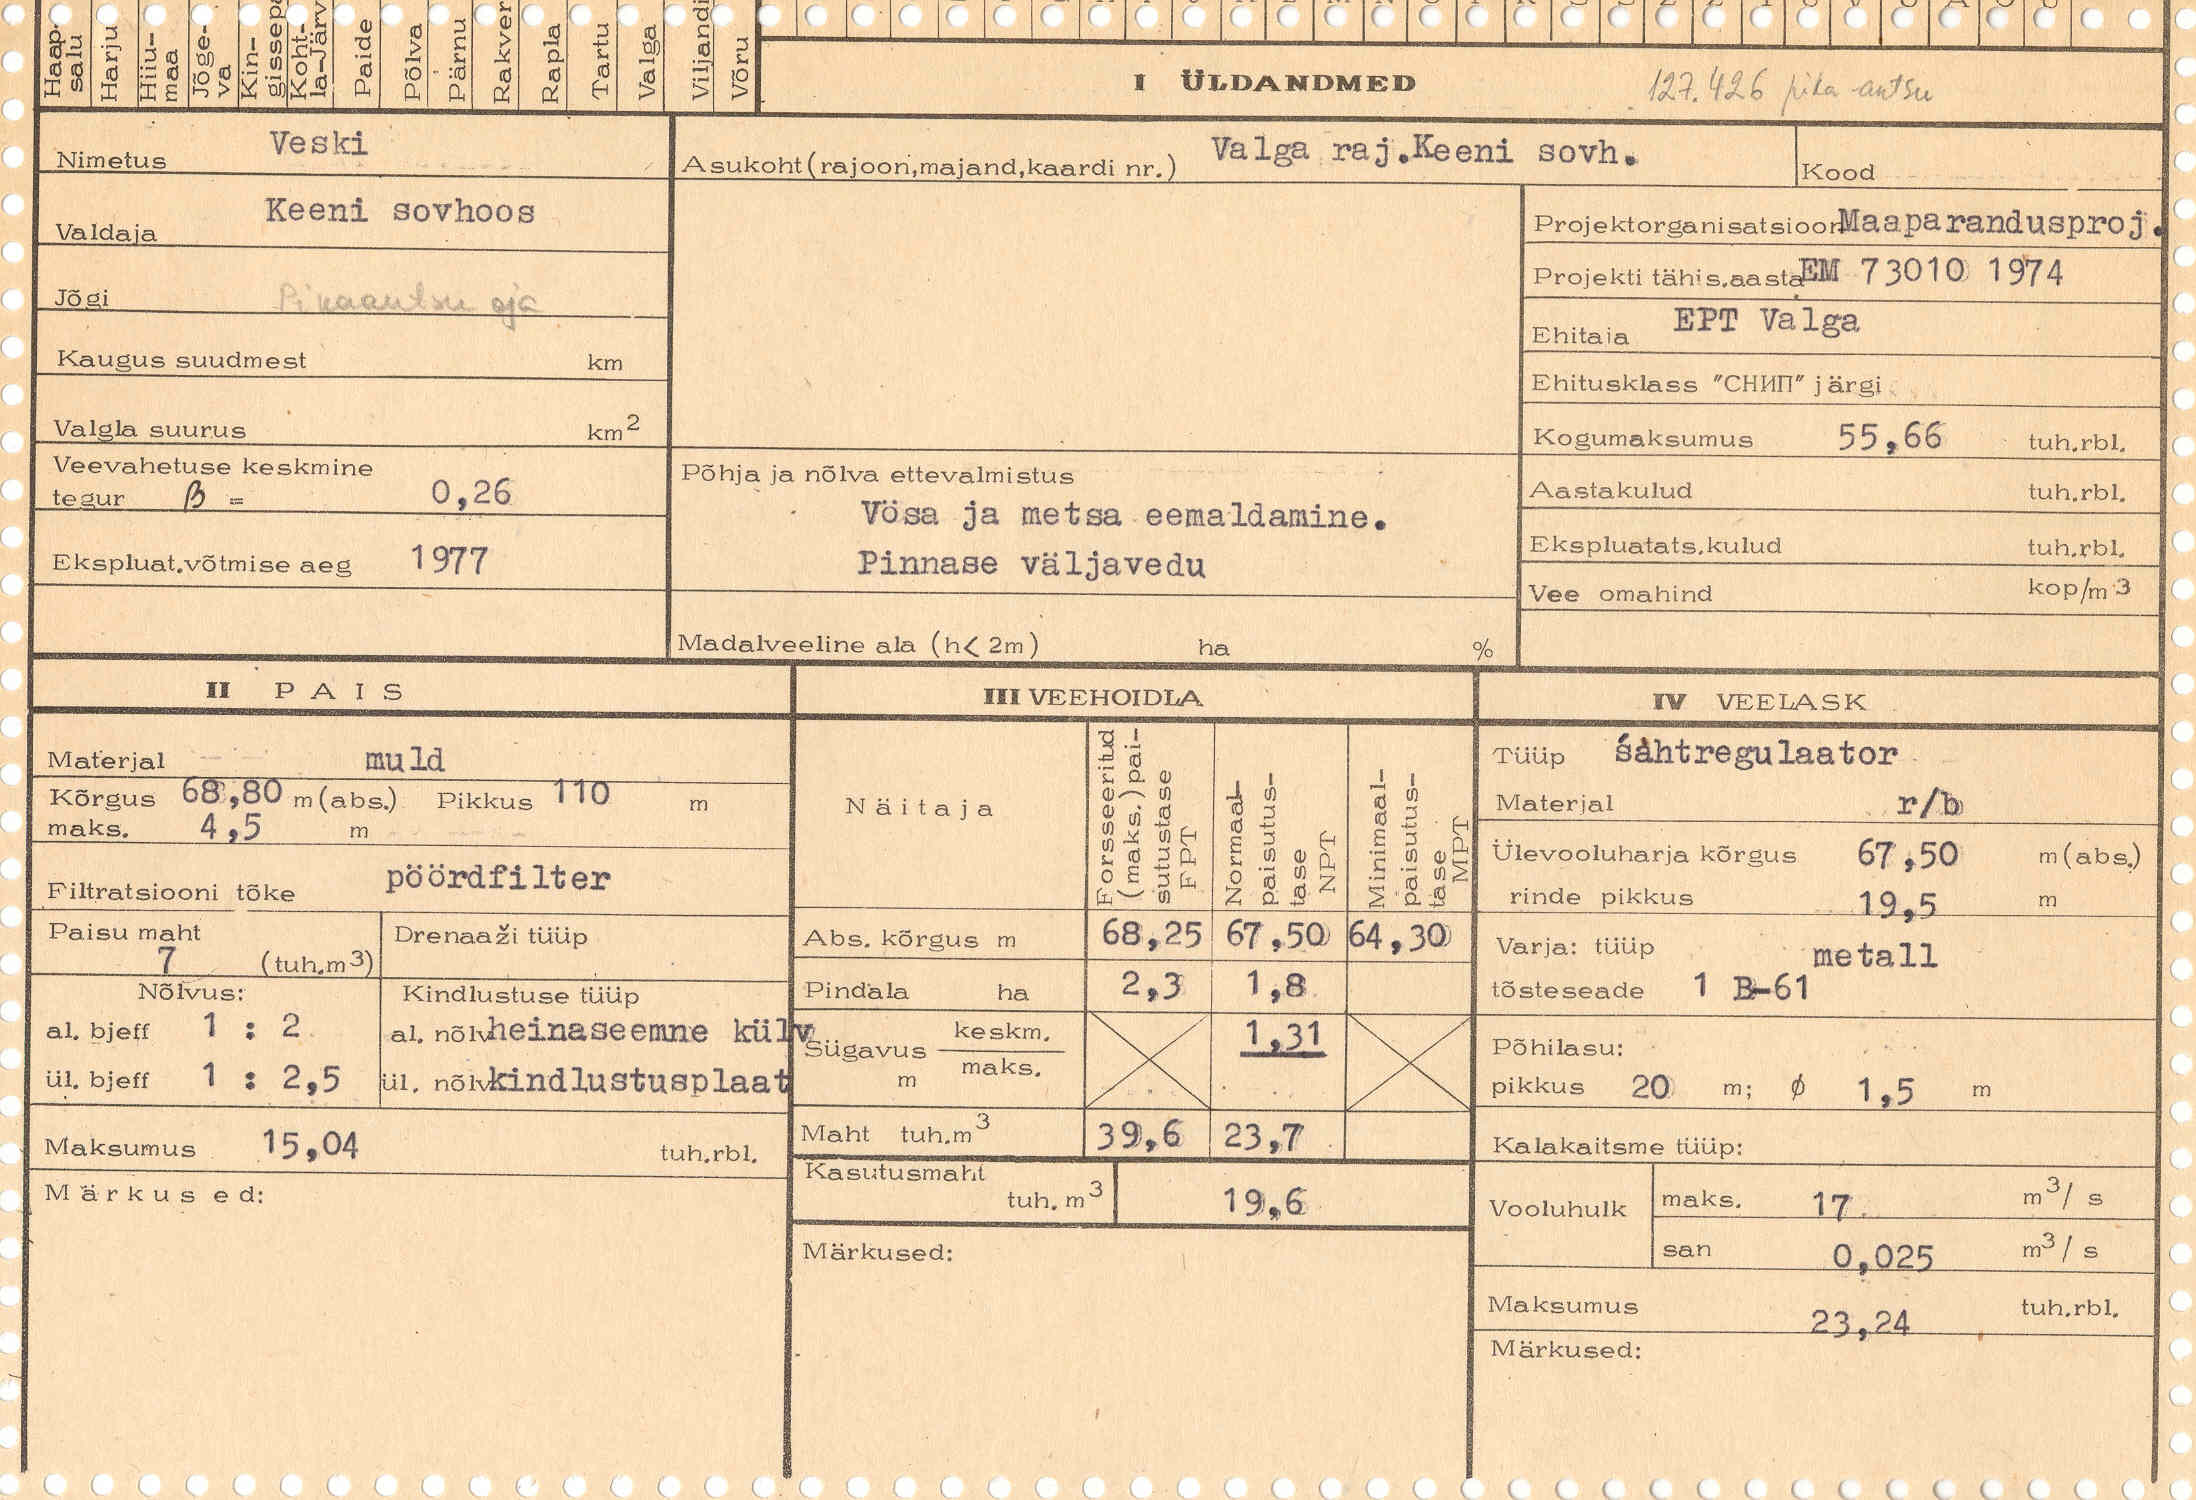 Haap-
salu
Harju
Hiiu-
maa
Jõge-
va
Kin-
gissepa
Koht-
la-Järve
Paide
Põlva
Pärnu
Rakvere
Rapla
Tartu
Valga
Viljandi
Võru
I ÜLDANDMED
127.426 pika-antsu
Nimetus Veski
Asukoht (rajoon,majand,kaardi nr.) Valga raj.Keeni sovh.
Kood
Valdaja Keeni sovhoos
Projektorganisatsioon Maaparandusproj.
Projekti tähis,aasta EM 73010 1974
Jõgi Pikaantsu oja
Ehitaja EPT Valga
Kaugus suudmest km
Ehitusklass "СНИП" järgi
Valgla suurus km2
Kogumaksumus 55,66 tuh.rbl.
Veevahetuse keskmine
tegur β = 0,26
Põhja ja nõlva ettevalmistus
Vösa ja metsa eemaldamine.
Pinnase väljavedu
Aastakulud tuh.rbl.
Ekspluat.võtmise aeg 1977
Ekspluatats.kulud tuh.rbl.
Vee omahind kop/m3
Madalveeline ala (h< 2m) ha %
II PAIS
Materjal muld
Kõrgus 68,80 m (abs.) Pikkus 110 m
maks. 4,5 m
Filtratsiooni tõke pöördfilter
Paisu maht
7 (tuh.m3)
Drenaaži tüüp
Nõlvus:
Kindlustuse tüüp
al. bjeff 1 : 2
al. nõlv heinaseemne külv
ül. bjeff 1 : 2,5
ül. nõlv kindlustusplaat
Maksumus 15,04 tuh.rbl.
Märkused:
III VEEHOIDLA
Näitaja
Forsseeritud
(maks.) pai-
sutustase
FPT
Normaal-
paisutus-
tase
NPT
Minimaal-
paisutus-
tase
MPT
Abs. kõrgus m 68,25 67,50 64,30
Pindala ha 2,3 1,8
Sügavus keskm. 1,31
m maks.
Maht tuh.m3 39,6 23,7
Kasutusmaht
tuh.m3 19,6
Märkused:
IV VEELASK
Tüüp šahtregulaator
Materjal r/b
Ülevooluharja kõrgus 67,50 m (abs.)
rinde pikkus 19,5 m
Varja: tüüp metall
tõsteseade 1 B-61
Põhilasu:
pikkus 20 m; ϕ 1,5 m
Kalakaitsme tüüp:
Vooluhulk maks. 17 m3/ s
san 0,025 m3/ s
Maksumus 23,24 tuh.rbl.
Märkused: